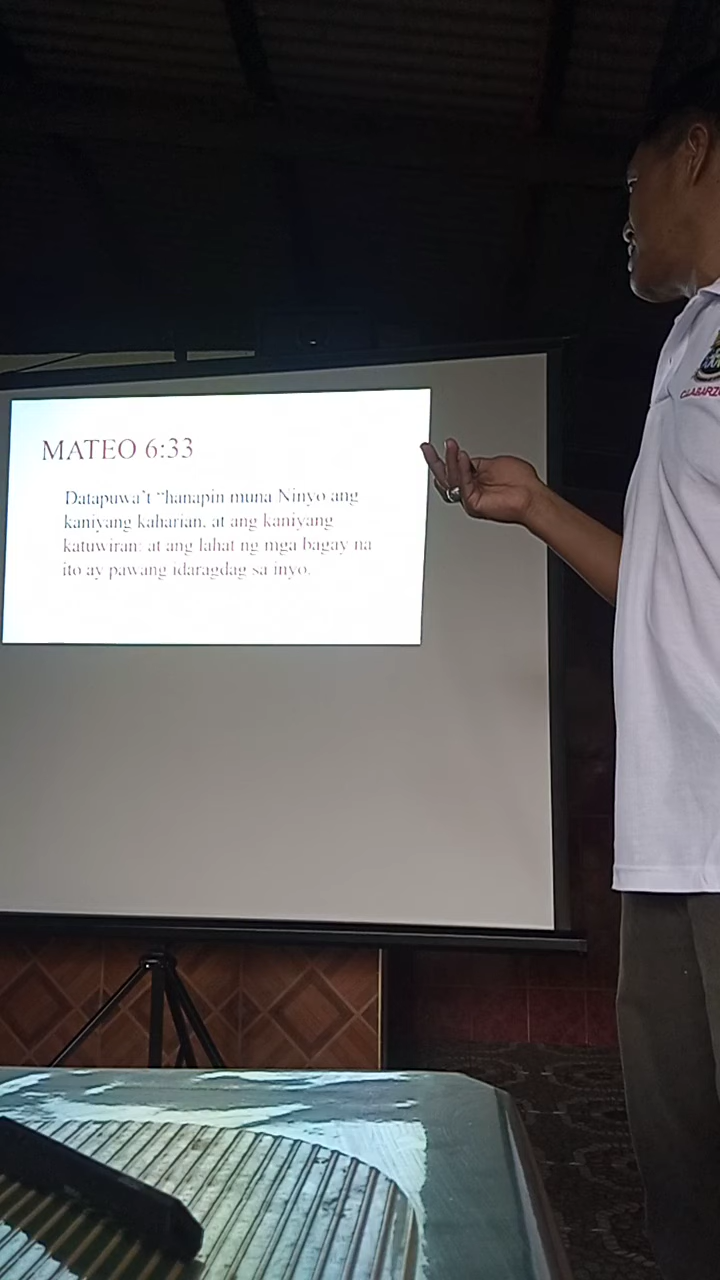 MATEO 6:33
Datapuwa't "hanapin muna Ninyo ang
kaniyang kaharian, at ang kaniyang
katuwiran; at ang lahat ng mga bagay na
ito ay pawang idaragdag sa inyo.